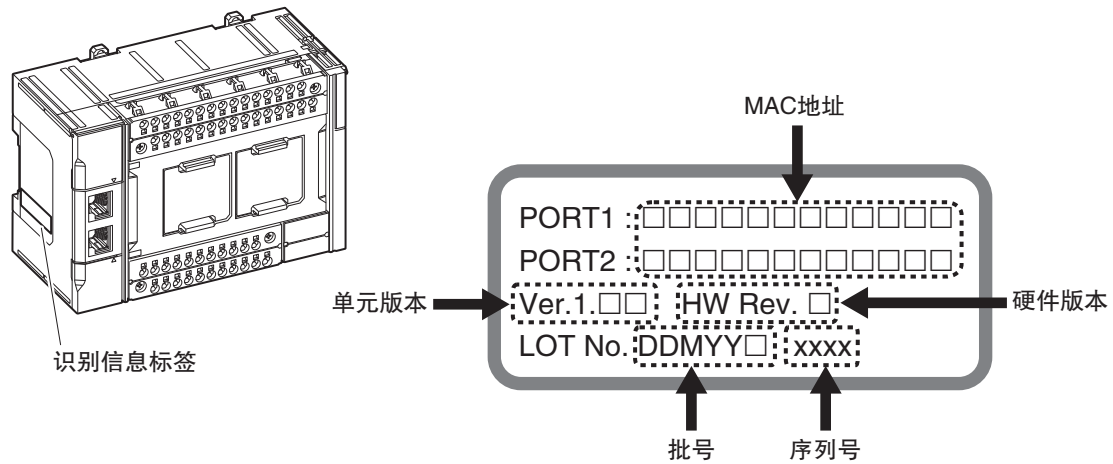 MAC地址
PORT1 :□□□□□□□□□□□□
PORT2 :□□□□□□□□□□□□
单元版本
Ver.1.□□ HW Rev. □
硬件版本
LOT No. DDMYY□ xxxx
识别信息标签
批号
序列号